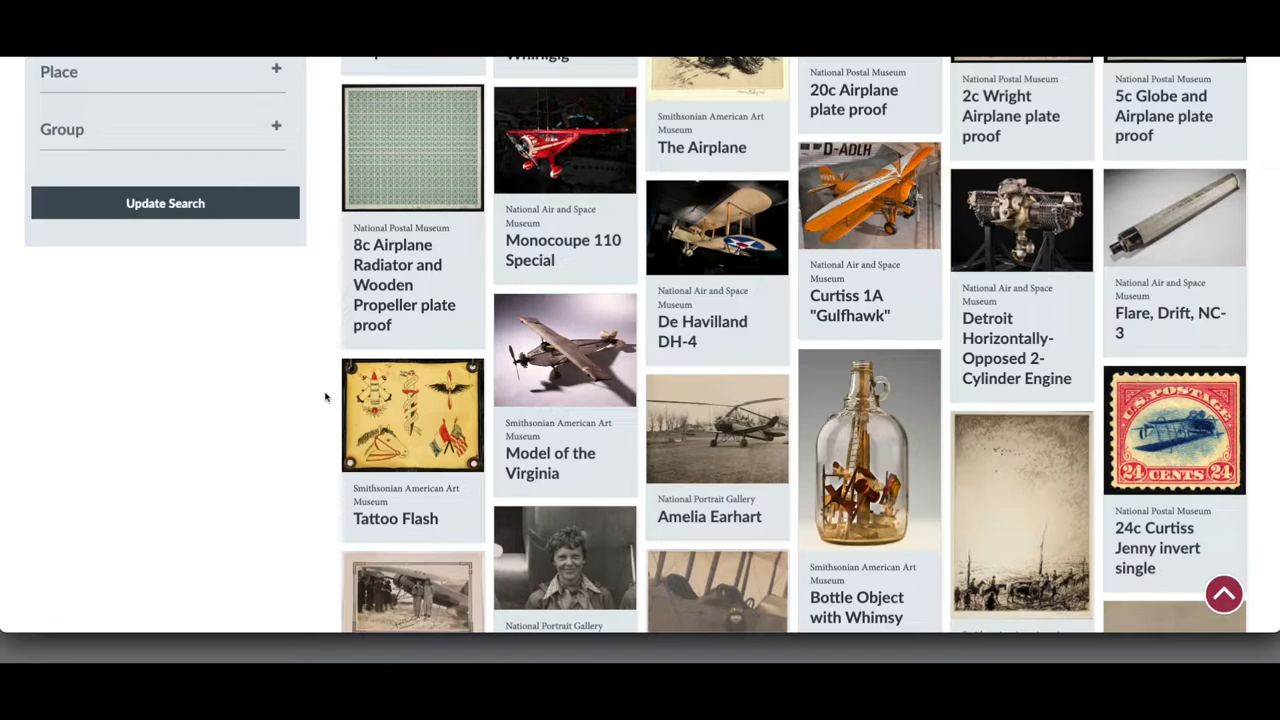 Place
Group
Update Search
National Postal Museum
8c Airplane
Radiator and
Wooden
Propeller plate
proof
Smithsonian American Art
Museum
Tattoo Flash
Whirligig
National Air and Space
Museum
Monocoupe 110
Special
Smithsonian American Art
Museum
Model of the
Virginia
National Portrait Gallery
Smithsonian American Art
Museum
The Airplane
National Air and Space
Museum
De Havilland
DH-4
National Portrait Gallery
Amelia Earhart
National Postal Museum
20c Airplane
plate proof
D-ADLH
National Air and Space
Museum
Curtiss 1A
"Gulfhawk"
Smithsonian American Art
Museum
Bottle Object
with Whimsy
National Postal Museum
2c Wright
Airplane plate
proof
National Air and Space
Museum
Detroit
Horizontally-
Opposed 2-
Cylinder Engine
National Postal Museum
5c Globe and
Airplane plate
proof
National Air and Space
Museum
Flare, Drift, NC-
3
U.S. POSTAGE
24 CENTS 24
National Postal Museum
24c Curtiss
Jenny invert
single